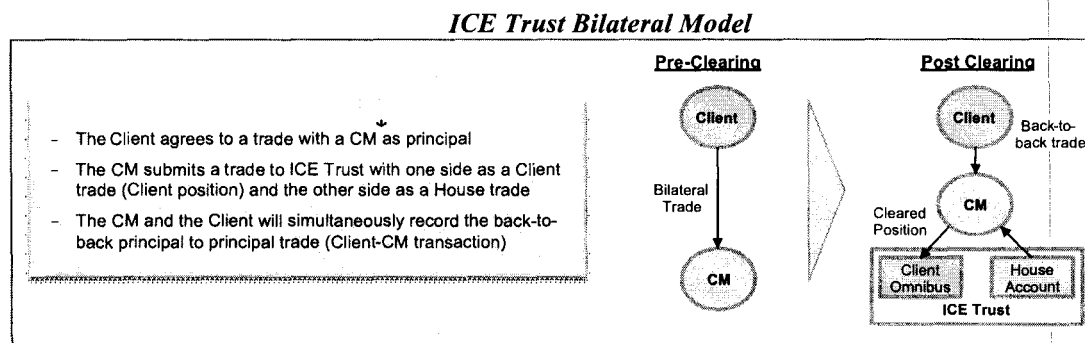 ICE Trust Bilateral Model
– The Client agrees to a trade with a CM as principal
– The CM submits a trade to ICE Trust with one side as a Client
trade (Client position) and the other side as a House trade
– The CM and the Client will simultaneously record the back-to-
back principal to principal trade (Client-CM transaction)
Pre-Clearing
Client
Bilateral
Trade
CM
Post Clearing
Client
Back-to-
back trade
CM
Cleared
Position
Client
Omnibus
House
Account
ICE Trust